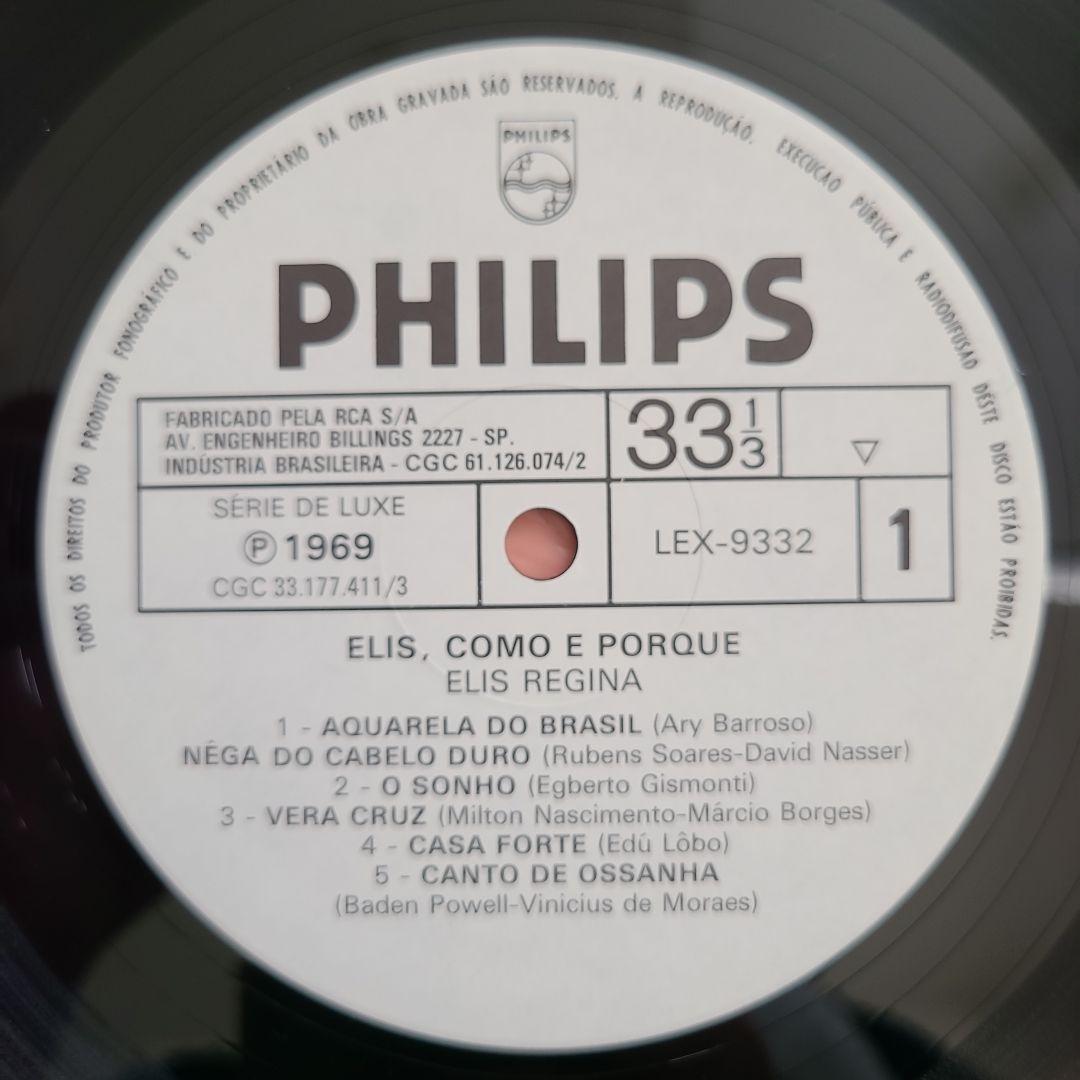 TODOS OS DIREITOS DO PRODUTOR FONOGRÁFICO E DO PROPRIETÁRIO DA OBRA GRAVADA SÃO RESERVADOS. A REPRODUÇÃO, EXECUÇAO PÚBLICA E RADIODIFUSAO DÊSTE DISCO ESTÃO PROIBIDAS.
PHILIPS
PHILIPS
FABRICADO PELA RCA S/A
AV. ENGENHEIRO BILLINGS 2227 - SP.
INDÚSTRIA BRASILEIRA - CGC 61.126.074/2
33 1/3
▽
SÉRIE DE LUXE
Ⓟ 1969
CGC 33.177.411/3
LEX-9332
1
ELIS, COMO E PORQUE
ELIS REGINA
1 - AQUARELA DO BRASIL (Ary Barroso)
NÊGA DO CABELO DURO (Rubens Soares-David Nasser)
2 - O SONHO (Egberto Gismonti)
3 - VERA CRUZ (Milton Nascimento-Márcio Borges)
4 - CASA FORTE (Edú Lôbo)
5 - CANTO DE OSSANHA
(Baden Powell-Vinicius de Moraes)